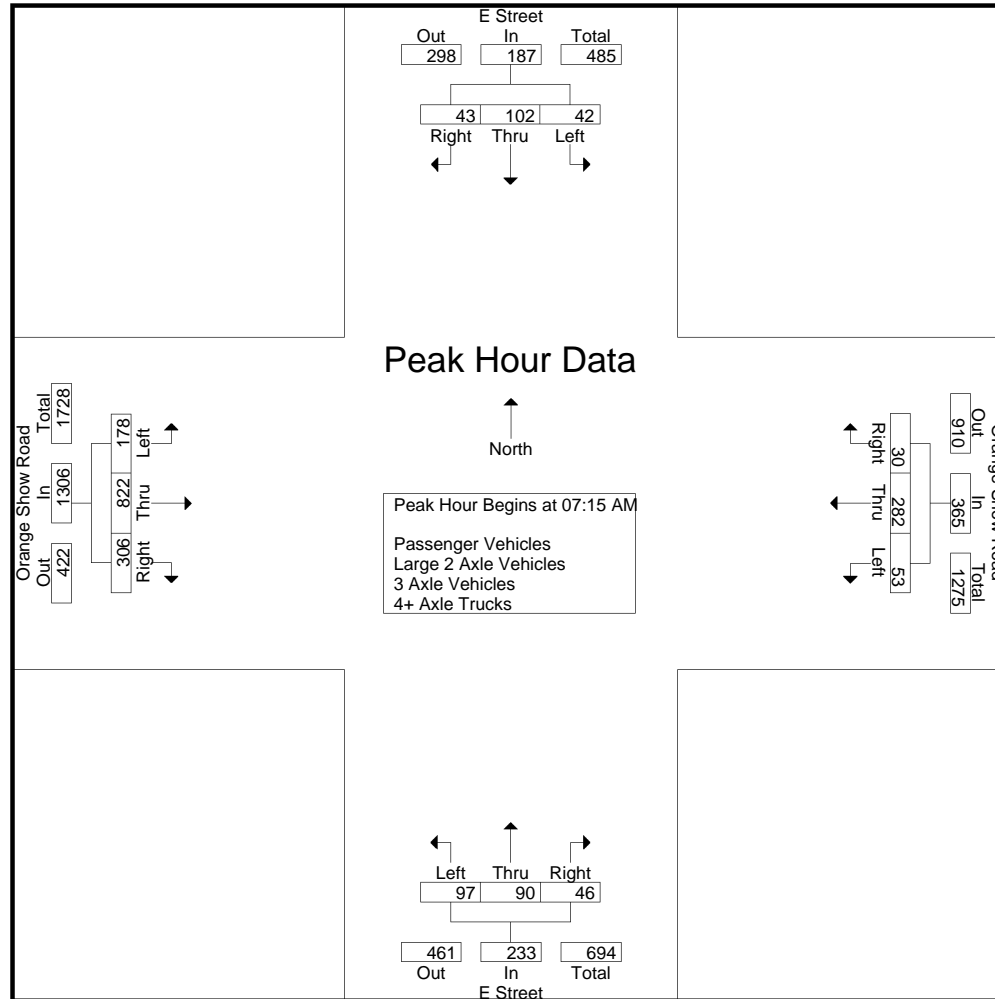 E Street
Out In Total
298 187 485
43 102 42
Right Thru Left
Peak Hour Data
North
Peak Hour Begins at 07:15 AM
Passenger Vehicles
Large 2 Axle Vehicles
3 Axle Vehicles
4+ Axle Trucks
Orange Show Road
Out In Total
422 1306 1728
306 822 178
Right Thru Left
Show Road
Out In Total
910 365 1275
30 282 53
Right Thru Left
Left Thru Right
97 90 46
461 233 694
Out In Total
E Street